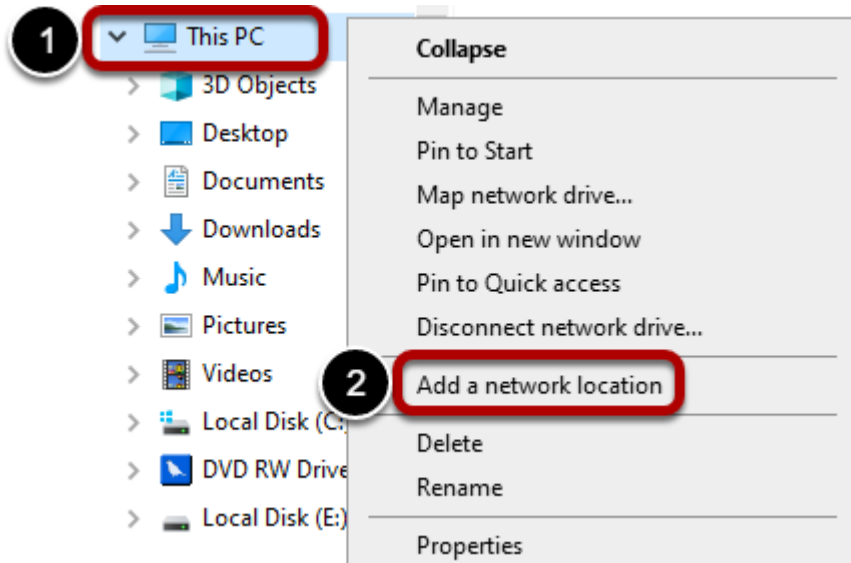 1
This PC
3D Objects
Desktop
Documents
Downloads
Music
Pictures
Videos
Local Disk (C:)
DVD RW Drive
Local Disk (E:)
Collapse
Manage
Pin to Start
Map network drive...
Open in new window
Pin to Quick access
Disconnect network drive...
2
Add a network location
Delete
Rename
Properties